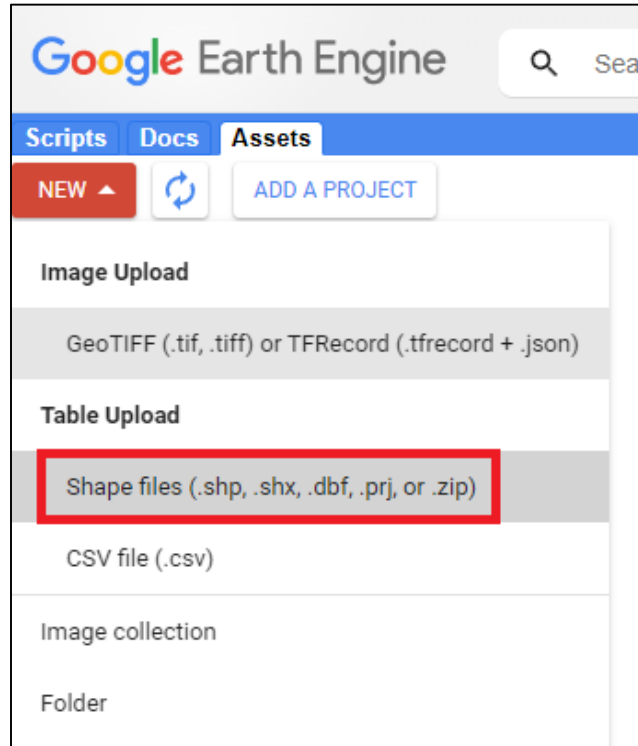 Google Earth Engine
Sea
Scripts Docs Assets
NEW ADD A PROJECT
Image Upload
GeoTIFF (.tif, .tiff) or TFRecord (.tfrecord + .json)
Table Upload
Shape files (.shp, .shx, .dbf, .prj, or .zip)
CSV file (.csv)
Image collection
Folder